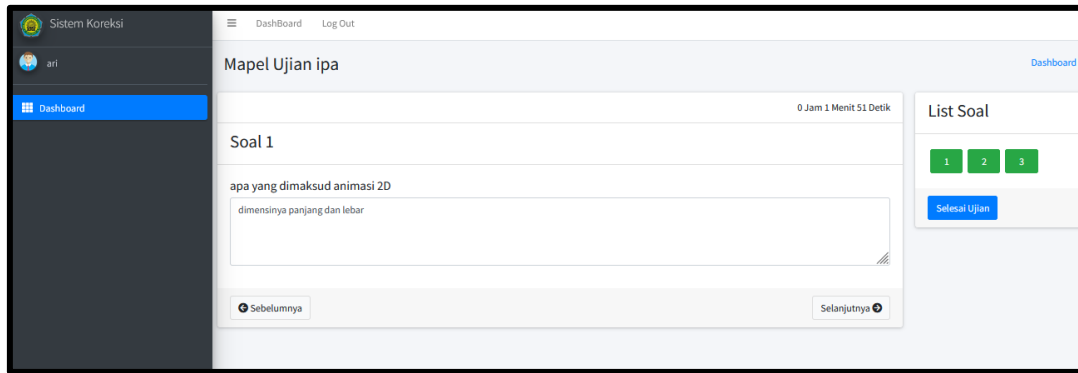 Sistem Koreksi
DashBoard Log Out
ari
Mapel Ujian ipa
Dashboard
Dashboard
0 Jam 1 Menit 51 Detik
List Soal
Soal 1
1 2 3
apa yang dimaksud animasi 2D
dimensinya panjang dan lebar
Selesai Ujian
Sebelumnya
Selanjutnya